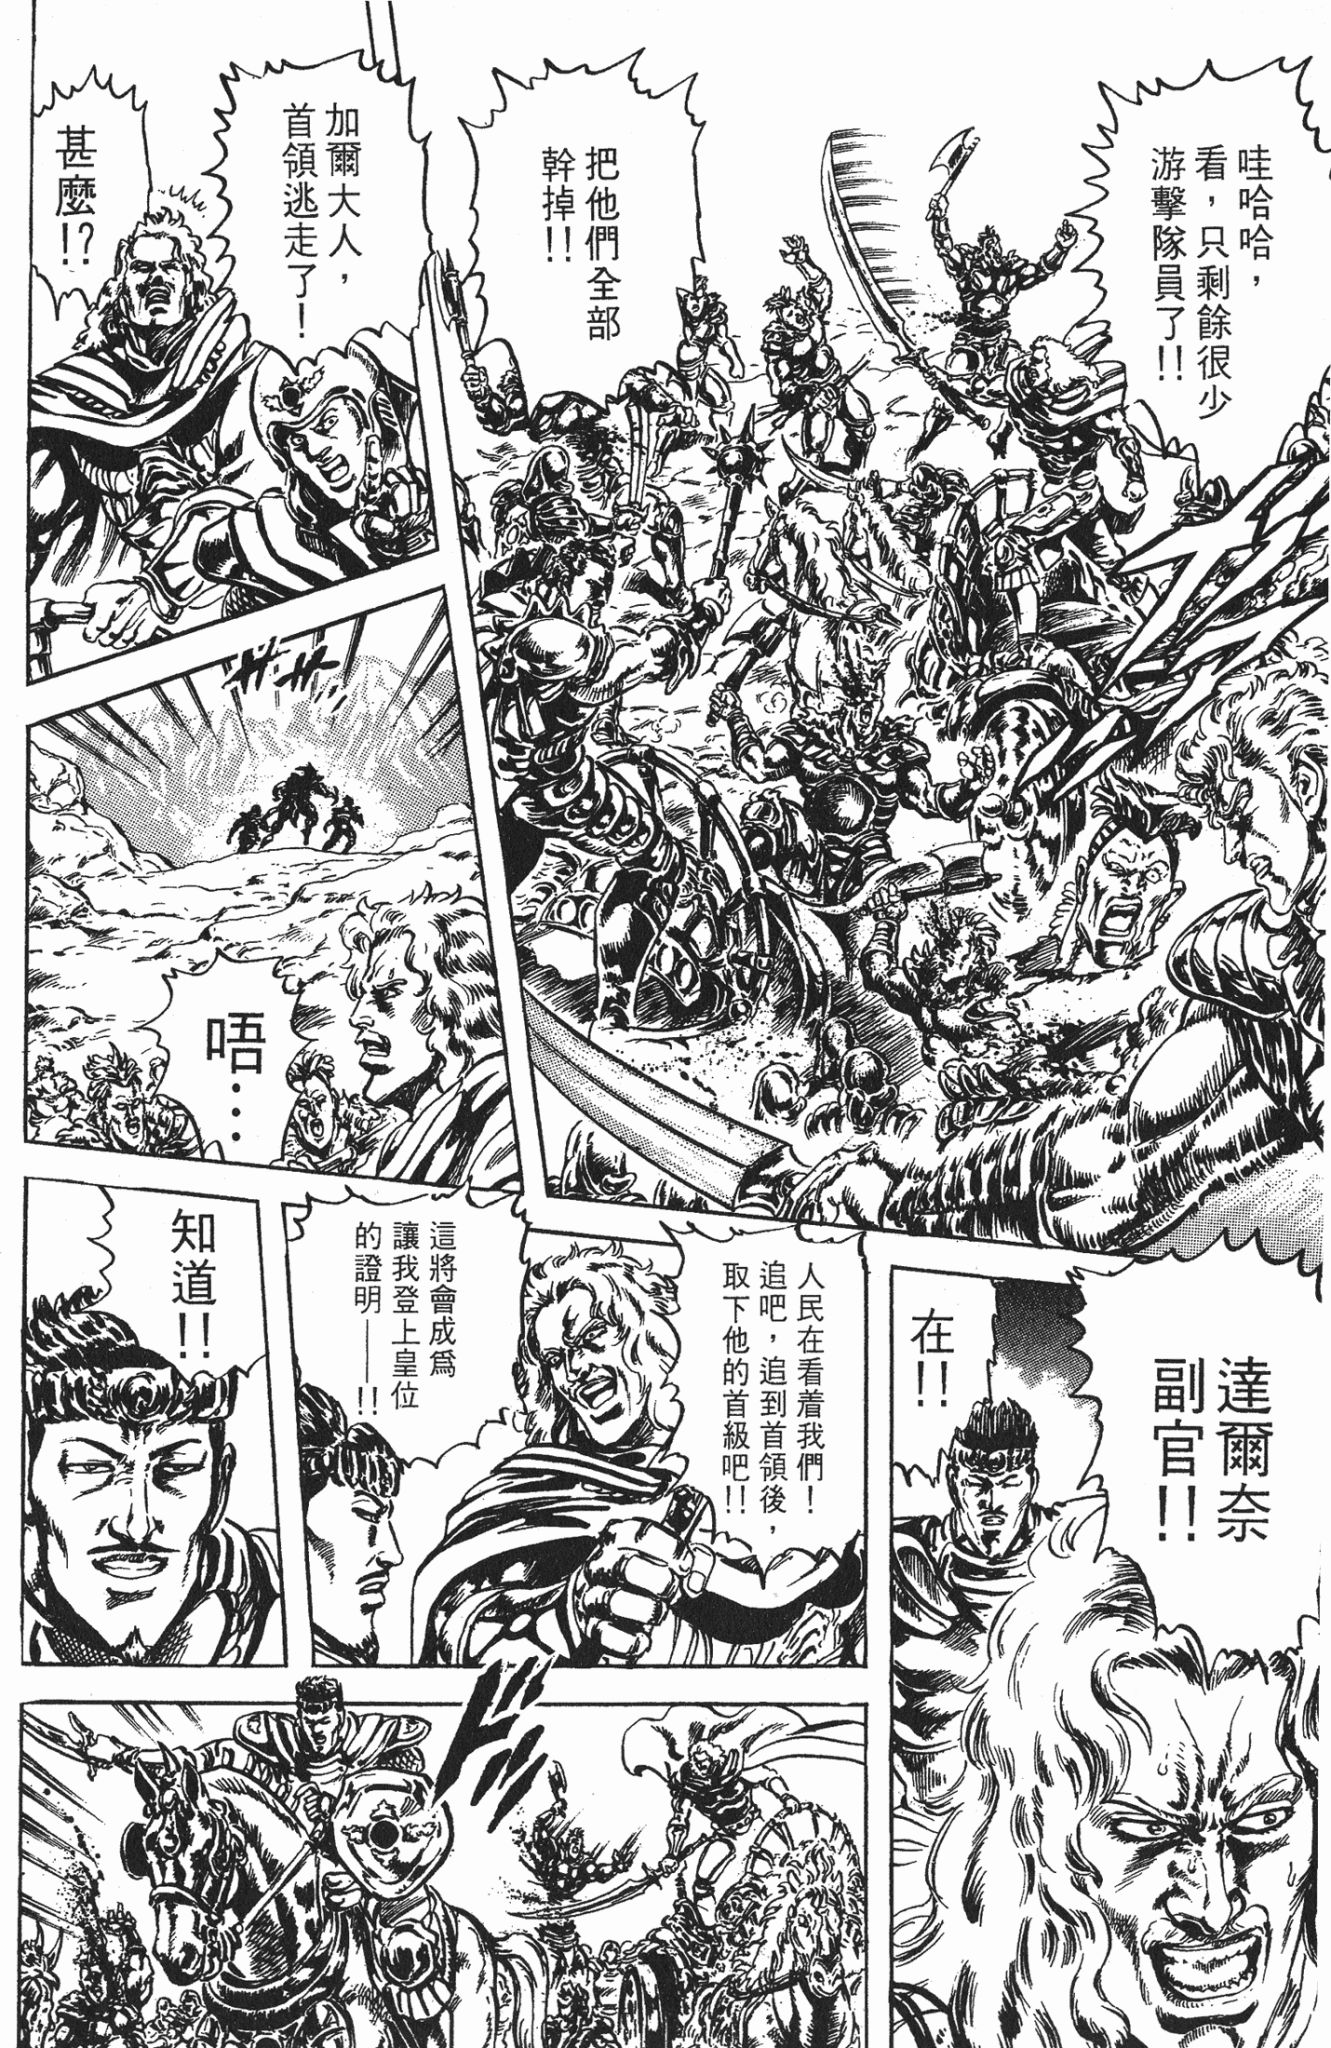 哇哈哈，
看，只剩餘很少
游擊隊員了!!
把他們全部
幹掉!!
加爾大人，
首領逃走了！
甚麼!?
唔…
達爾奈
副官!!
在!!
人民在看着我們！
追吧，追到首領後，
取下他的首級吧!!
這將會成爲
讓我登上皇位
的證明——!!
知道!!